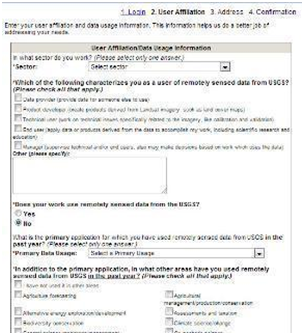 1. Login 2. User Affiliation 3. Address 4. Confirmation
Enter your user affiliation and data usage information. This information helps us do a better job of
addressing your needs.
User Affiliation/Data Usage Information
In what sector do you work? (Please select only one answer.)
*Sector: Select sector
*Which of the following characterizes you as a user of remotely sensed data from USGS?
(Please check all that apply.)
Data provider (provide data for someone else to use)
Product developer (create products derived from Landsat imagery, such as land cover maps)
Technical user (work on technical issues specifically related to the imagery, like calibration and validation)
End user (apply data or products derived from the data to accomplish my work, including scientific research and
education)
Manager (supervise technical and/or end users, also may make decisions based on work which uses the data)
Other (please specify):
*Does your work use remotely sensed data from the USGS?
Yes
No
What is the primary application for which you have used remotely sensed data from USGS in the
past year? (Please select only one answer.)
*Primary Data Usage: Select a Primary Usage
*In addition to the primary application, in what other areas have you used remotely
sensed data from USGS in the past year? (Please check all that apply.)
Have not used it in other areas
Agriculture forecasting
Agricultural
management/production/conservation
Alternative energy exploration/development
Assessments and taxation
Biodiversity conservation
Climate science/change